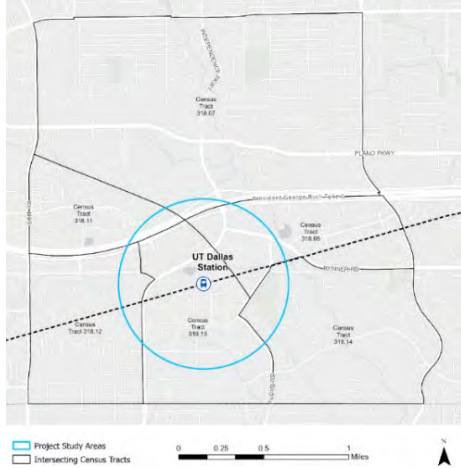 INDEPENDENCE PKWY
Census
Tract
318.07
PLANO PKWY
President George Bush Turnpike
Census
Tract
318.11
Census
Tract
UT Dallas
Station
RENNER RD
Census
Tract 318.12
Census
Tract
318.13
Census
Tract
318.14
Project Study Areas
Intersecting Census Tracts
0 0.25 0.5 1
Miles
N